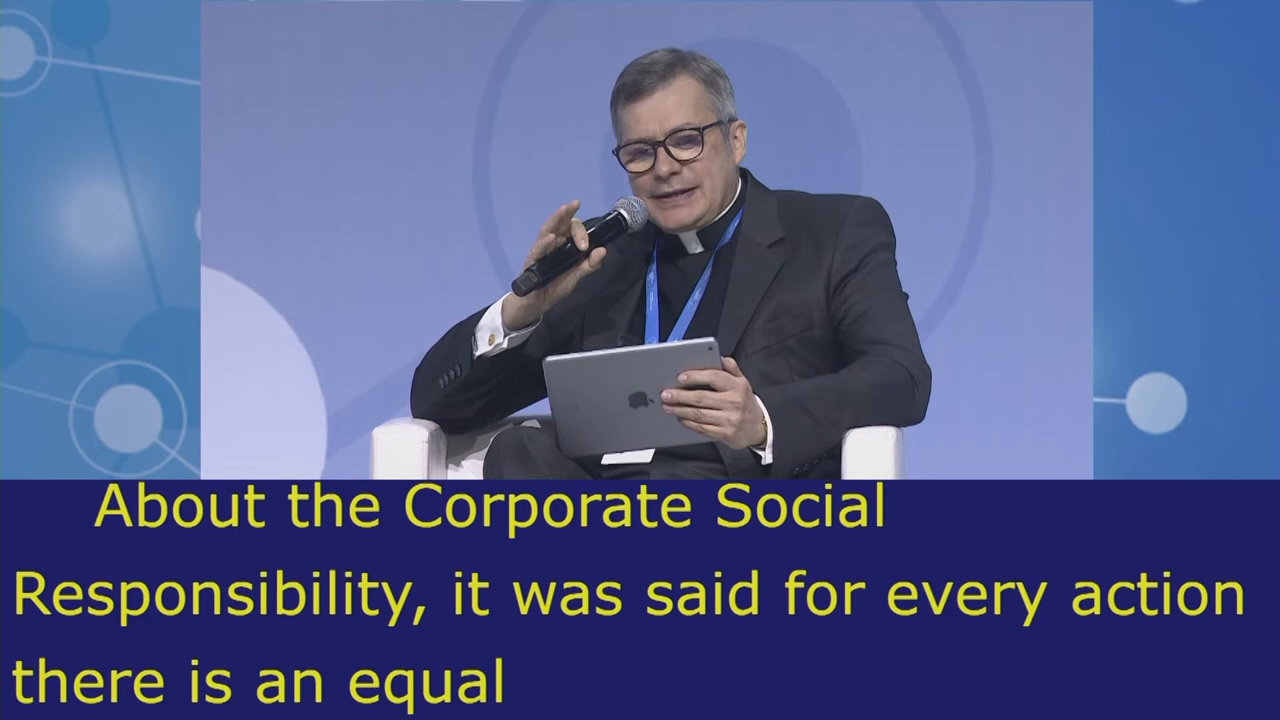 About the Corporate Social
Responsibility, it was said for every action
there is an equal